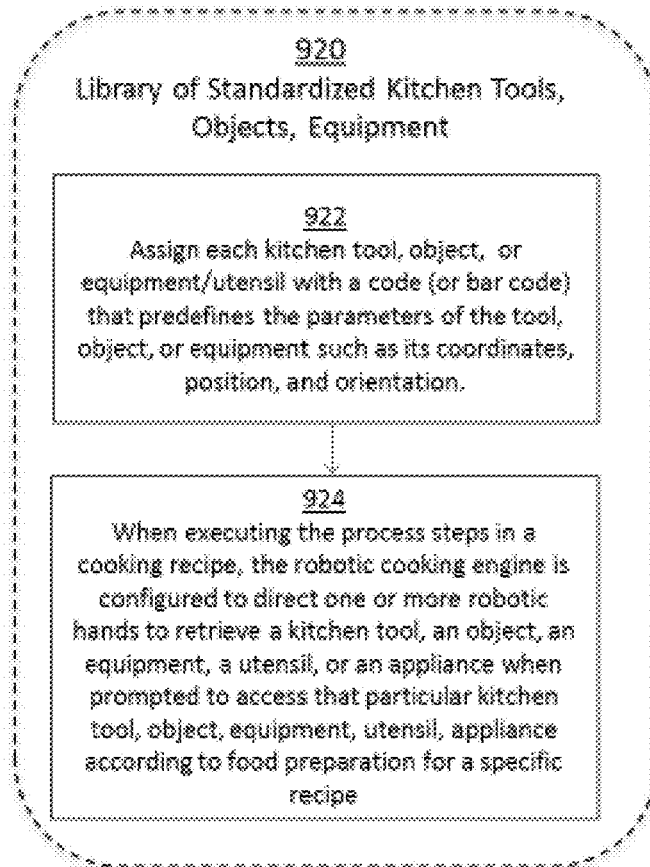 920
Library of Standardized Kitchen Tools,
Objects, Equipment
922
Assign each kitchen tool, object, or
equipment/utensil with a code (or bar code)
that predefines the parameters of the tool,
object, or equipment such as its coordinates,
position, and orientation.
924
When executing the process steps in a
cooking recipe, the robotic cooking engine is
configured to direct one or more robotic
hands to retrieve a kitchen tool, an object, an
equipment, a utensil, or an appliance when
prompted to access that particular kitchen
tool, object, equipment, utensil, appliance
according to food preparation for a specific
recipe